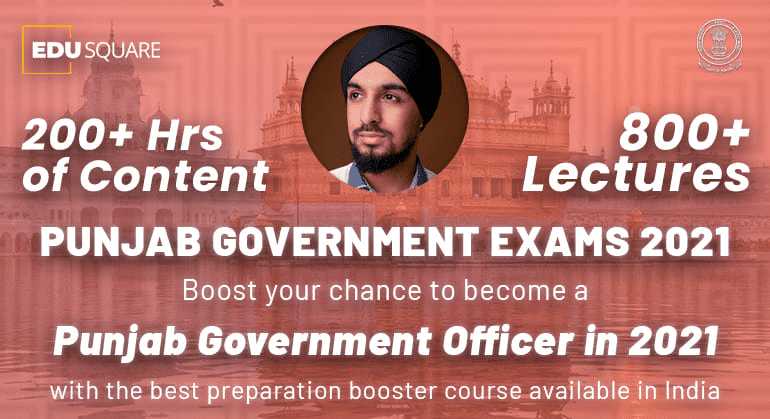 EDU SQUARE
200+ Hrs
of Content
800+
Lectures
PUNJAB GOVERNMENT EXAMS 2021
Boost your chance to become a
Punjab Government Officer in 2021
with the best preparation booster course available in India